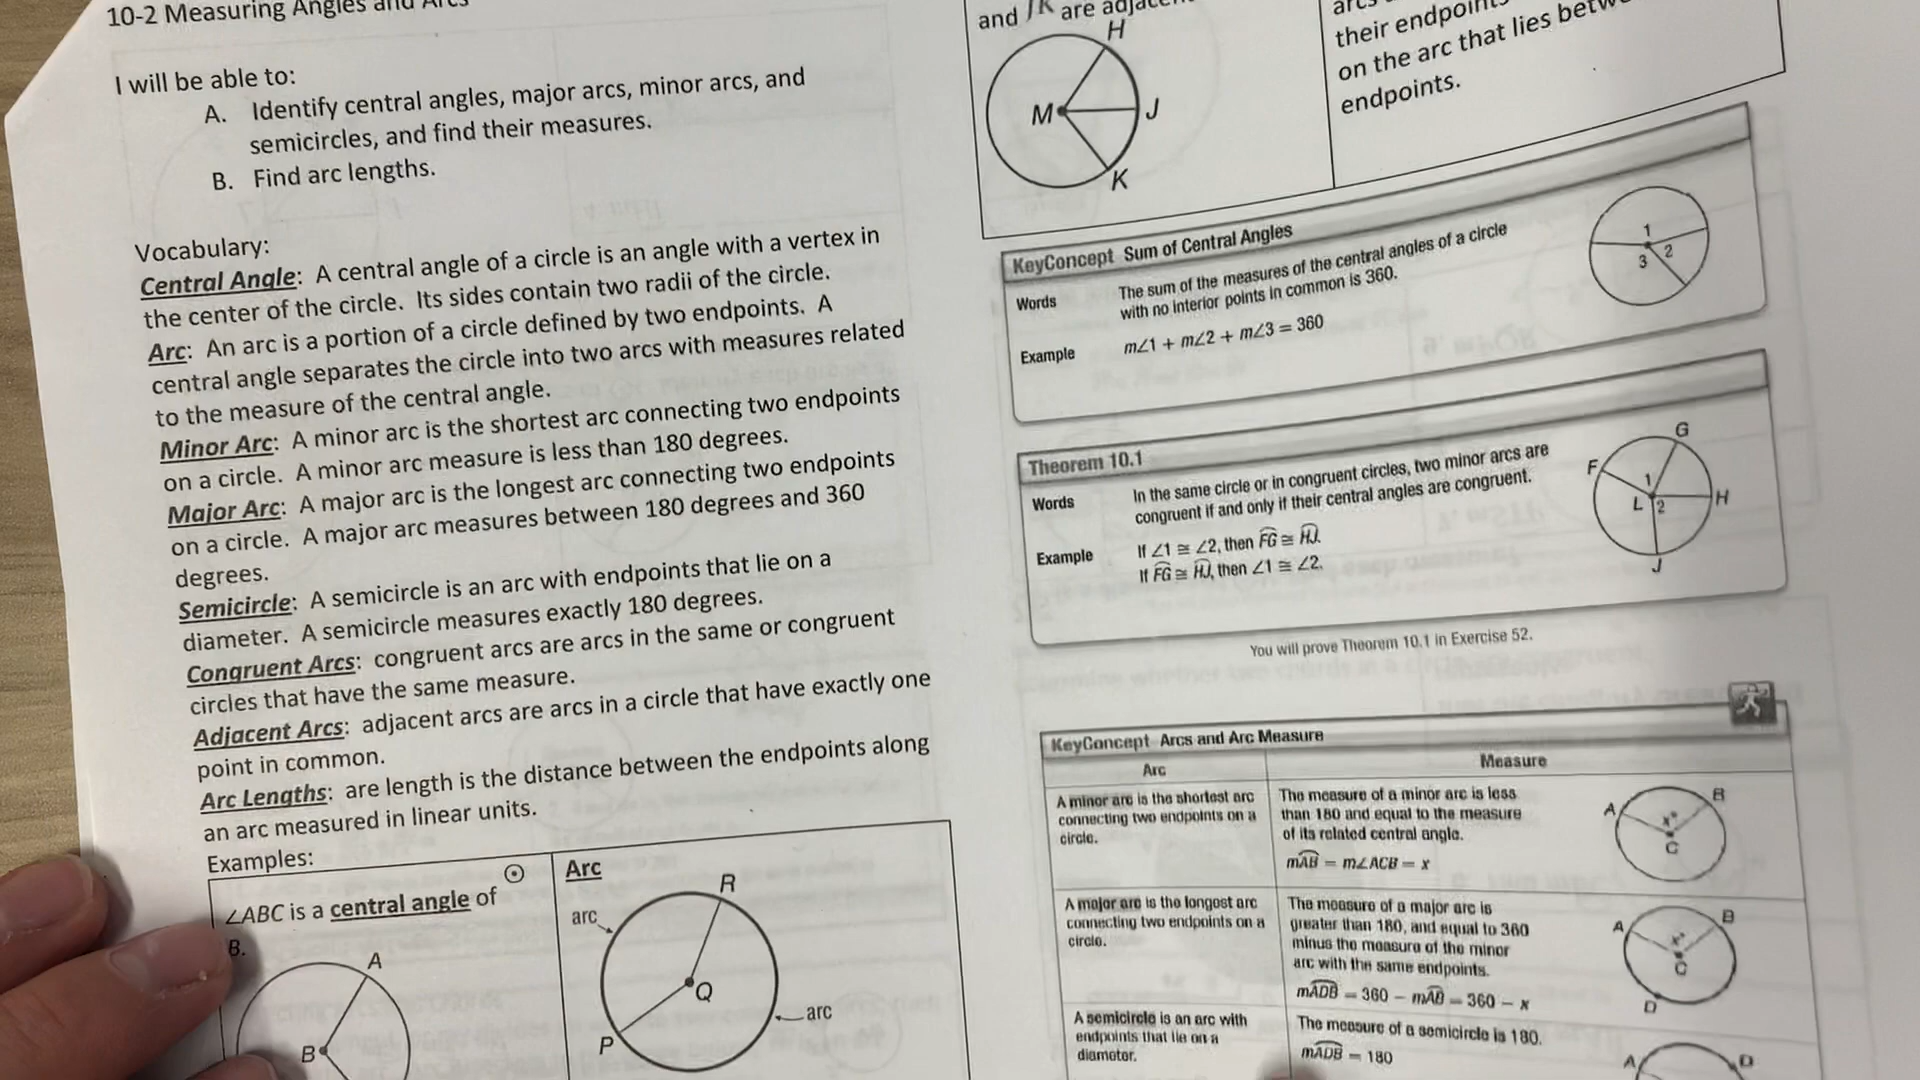 10-2 Measuring Angles and Arcs
I will be able to:
A. Identify central angles, major arcs, minor arcs, and
semicircles, and find their measures.
B. Find arc lengths.
Vocabulary:
Central Angle: A central angle of a circle is an angle with a vertex in
the center of the circle. Its sides contain two radii of the circle.
Arc: An arc is a portion of a circle defined by two endpoints. A
central angle separates the circle into two arcs with measures related
to the measure of the central angle.
Minor Arc: A minor arc is the shortest arc connecting two endpoints
on a circle. A minor arc measure is less than 180 degrees.
Major Arc: A major arc is the longest arc connecting two endpoints
on a circle. A major arc measures between 180 degrees and 360
degrees.
Semicircle: A semicircle is an arc with endpoints that lie on a
diameter. A semicircle measures exactly 180 degrees.
Congruent Arcs: congruent arcs are arcs in the same or congruent
circles that have the same measure.
Adjacent Arcs: adjacent arcs are arcs in a circle that have exactly one
point in common.
Arc Lengths: are length is the distance between the endpoints along
an arc measured in linear units.
Examples:
∠ABC is a central angle of ⊙
B.
A
B
Arc
arc
R
Q
P
arc
and JK are
H
M
J
K
arcs
their endpoints
on the arc that lies
endpoints.
KeyConcept Sum of Central Angles
Words
The sum of the measures of the central angles of a circle
with no interior points in common is 360.
Example
m∠1 + m∠2 + m∠3 = 360
1
2
3
Theorem 10.1
Words
In the same circle or in congruent circles, two minor arcs are
congruent if and only if their central angles are congruent.
Example
If ∠1 ≅ ∠2, then FG ≅ HJ.
If FG ≅ HJ, then ∠1 ≅ ∠2.
G
F
1
L
2
H
J
You will prove Theorem 10.1 in Exercise 52.
KeyConcept Arcs and Arc Measure
Arc
Measure
A minor arc is the shortest arc
connecting two endpoints on a
circle.
The measure of a minor arc is less
than 180 and equal to the measure
of its related central angle.
mAB = m∠ACB = x
A
B
x°
C
A major arc is the longest arc
connecting two endpoints on a
circle.
The measure of a major arc is
greater than 180, and equal to 360
minus the measure of the minor
arc with the same endpoints.
mADB = 360 − mAB = 360 − x
A
B
x°
C
D
A semicircle is an arc with
endpoints that lie on a
diameter.
The measure of a semicircle is 180.
mADB = 180
A
D